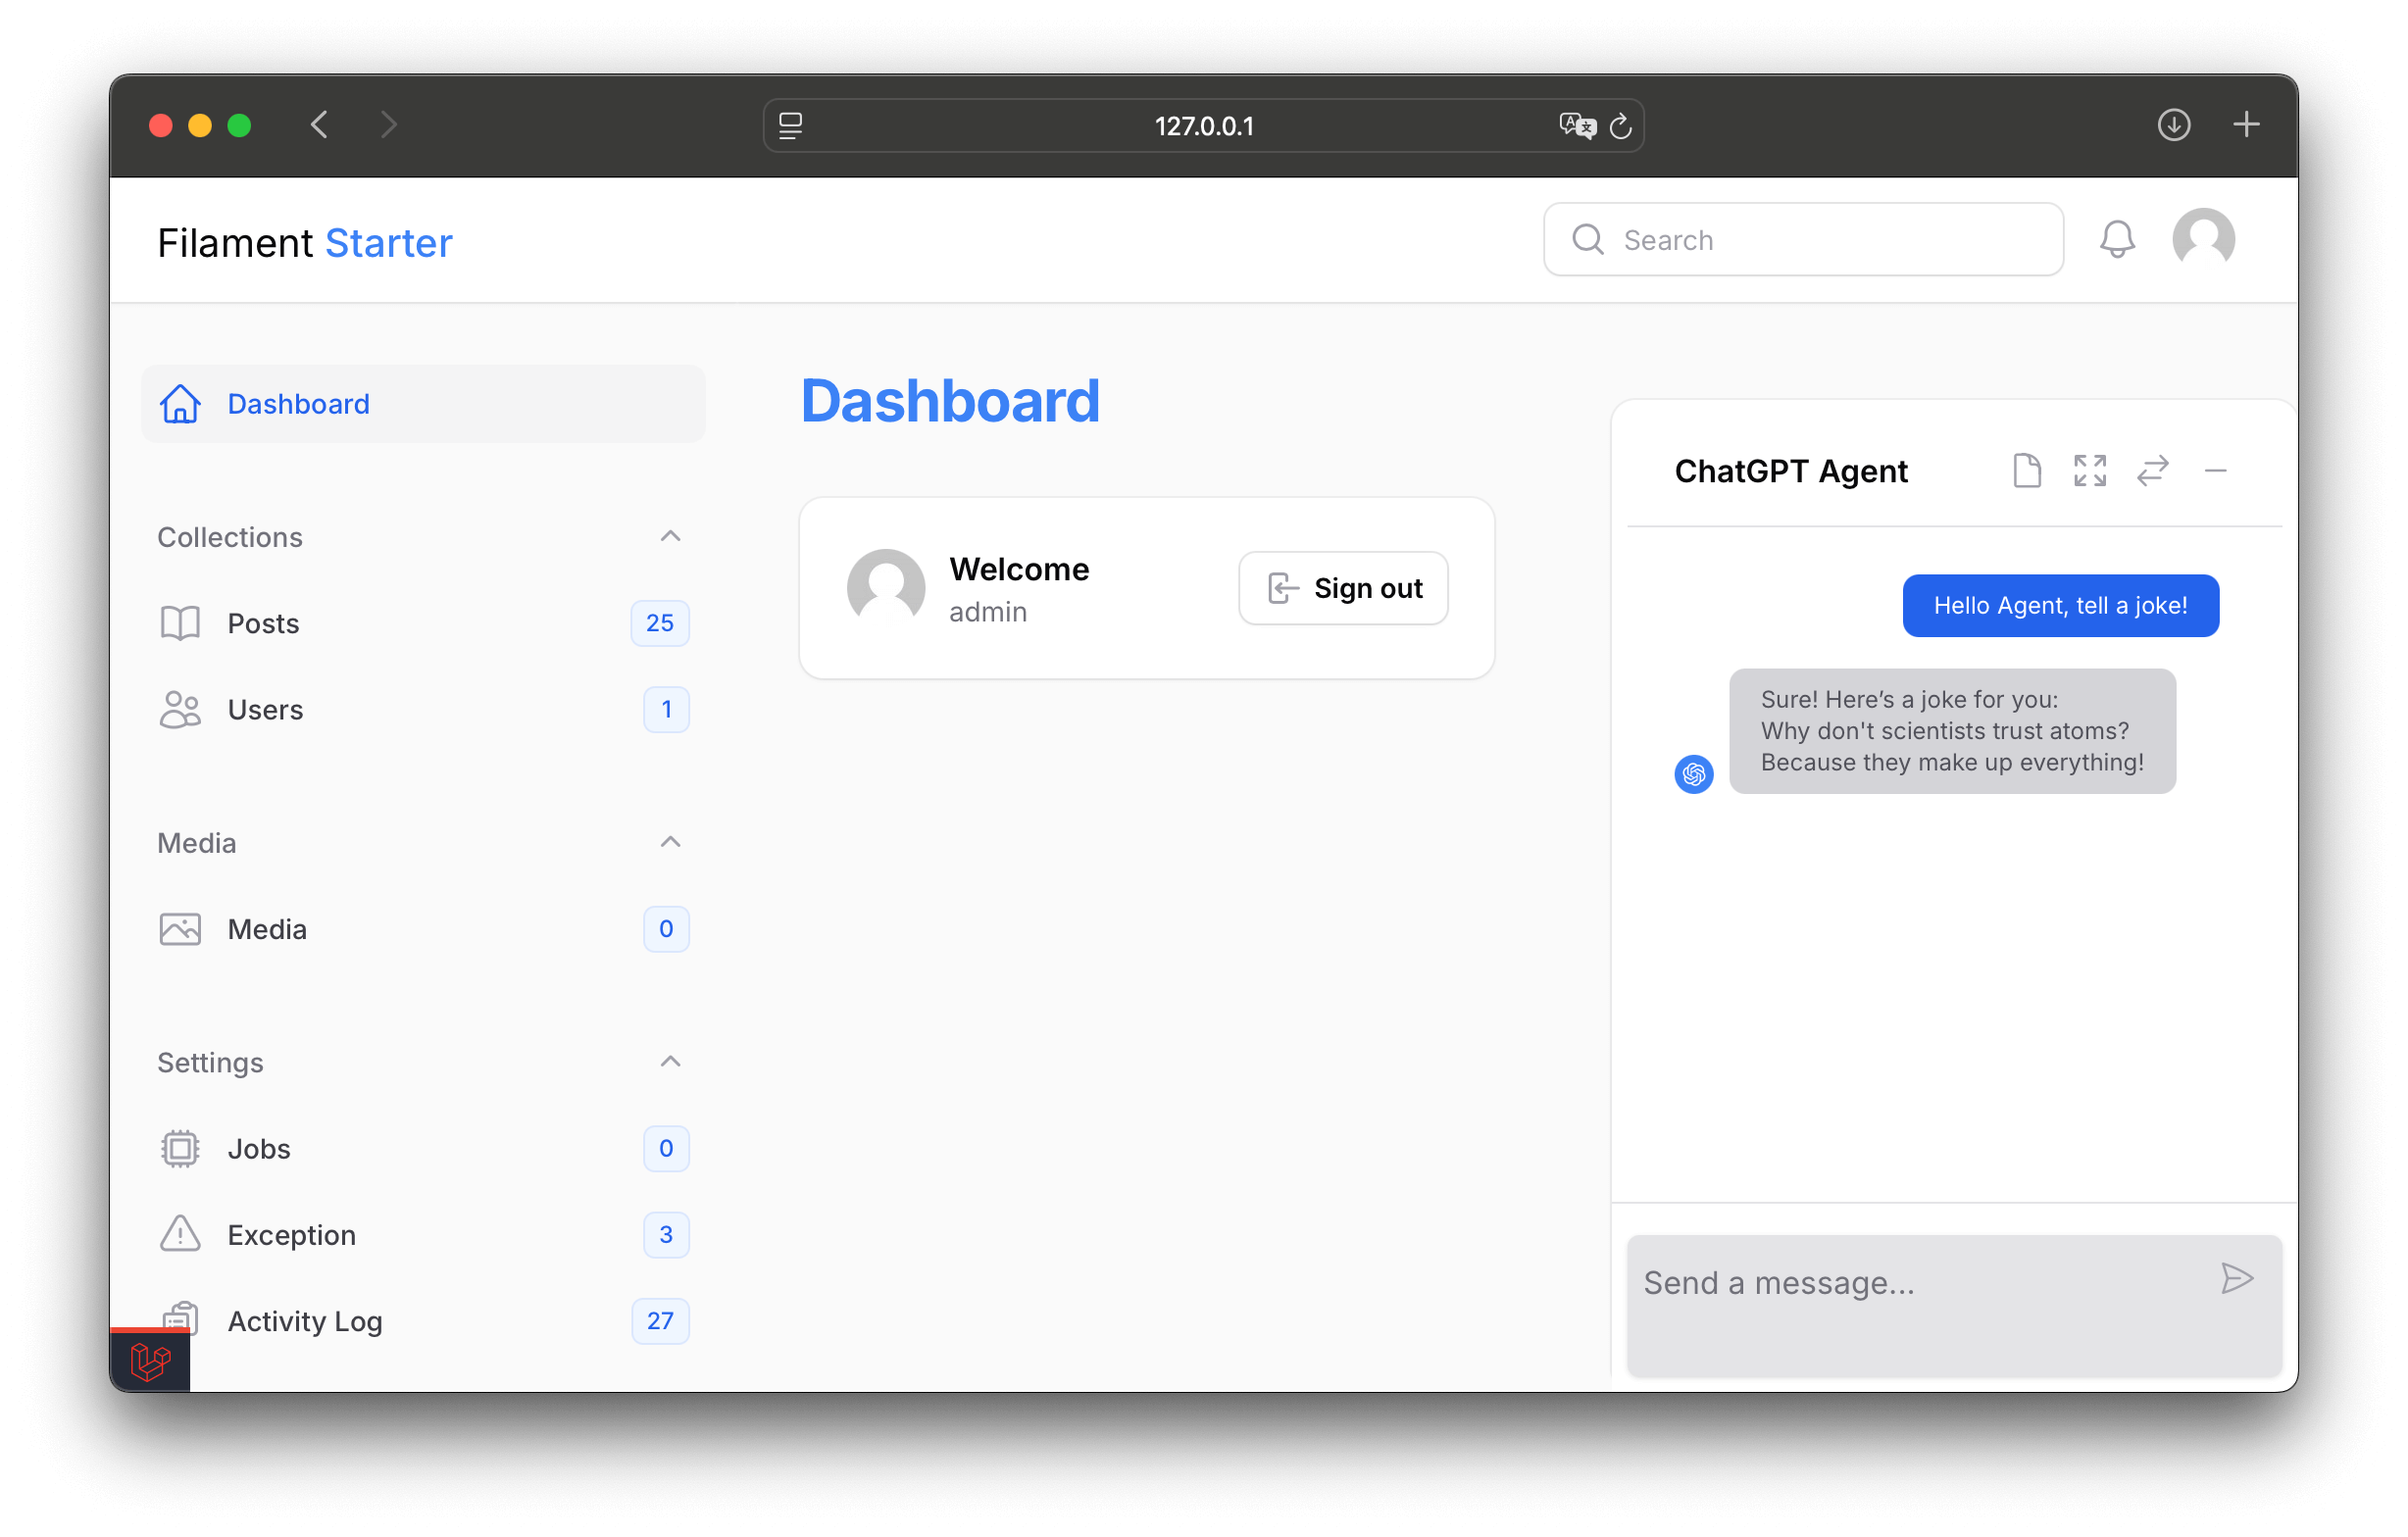 127.0.0.1
Filament Starter
Search
Dashboard
Collections
Posts 25
Users 1
Media
Media 0
Settings
Jobs 0
Exception 3
Activity Log 27
Dashboard
Welcome
admin
Sign out
ChatGPT Agent
Hello Agent, tell a joke!
Sure! Here’s a joke for you:
Why don't scientists trust atoms?
Because they make up everything!
Send a message...